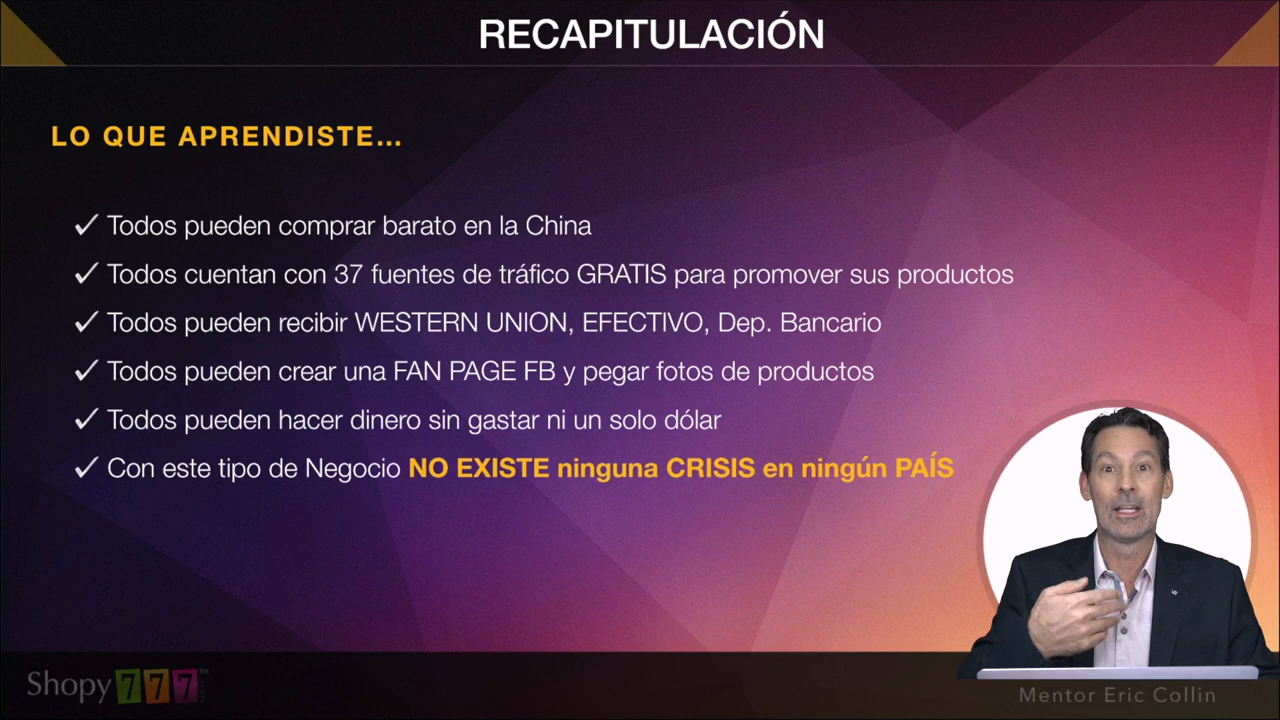 RECAPITULACIÓN
LO QUE APRENDISTE...
✓ Todos pueden comprar barato en la China
✓ Todos cuentan con 37 fuentes de tráfico GRATIS para promover sus productos
✓ Todos pueden recibir WESTERN UNION, EFECTIVO, Dep. Bancario
✓ Todos pueden crear una FAN PAGE FB y pegar fotos de productos
✓ Todos pueden hacer dinero sin gastar ni un solo dólar
✓ Con este tipo de Negocio NO EXISTE ninguna CRISIS en ningún PAÍS
Shopy777.com™
Mentor Eric Collin